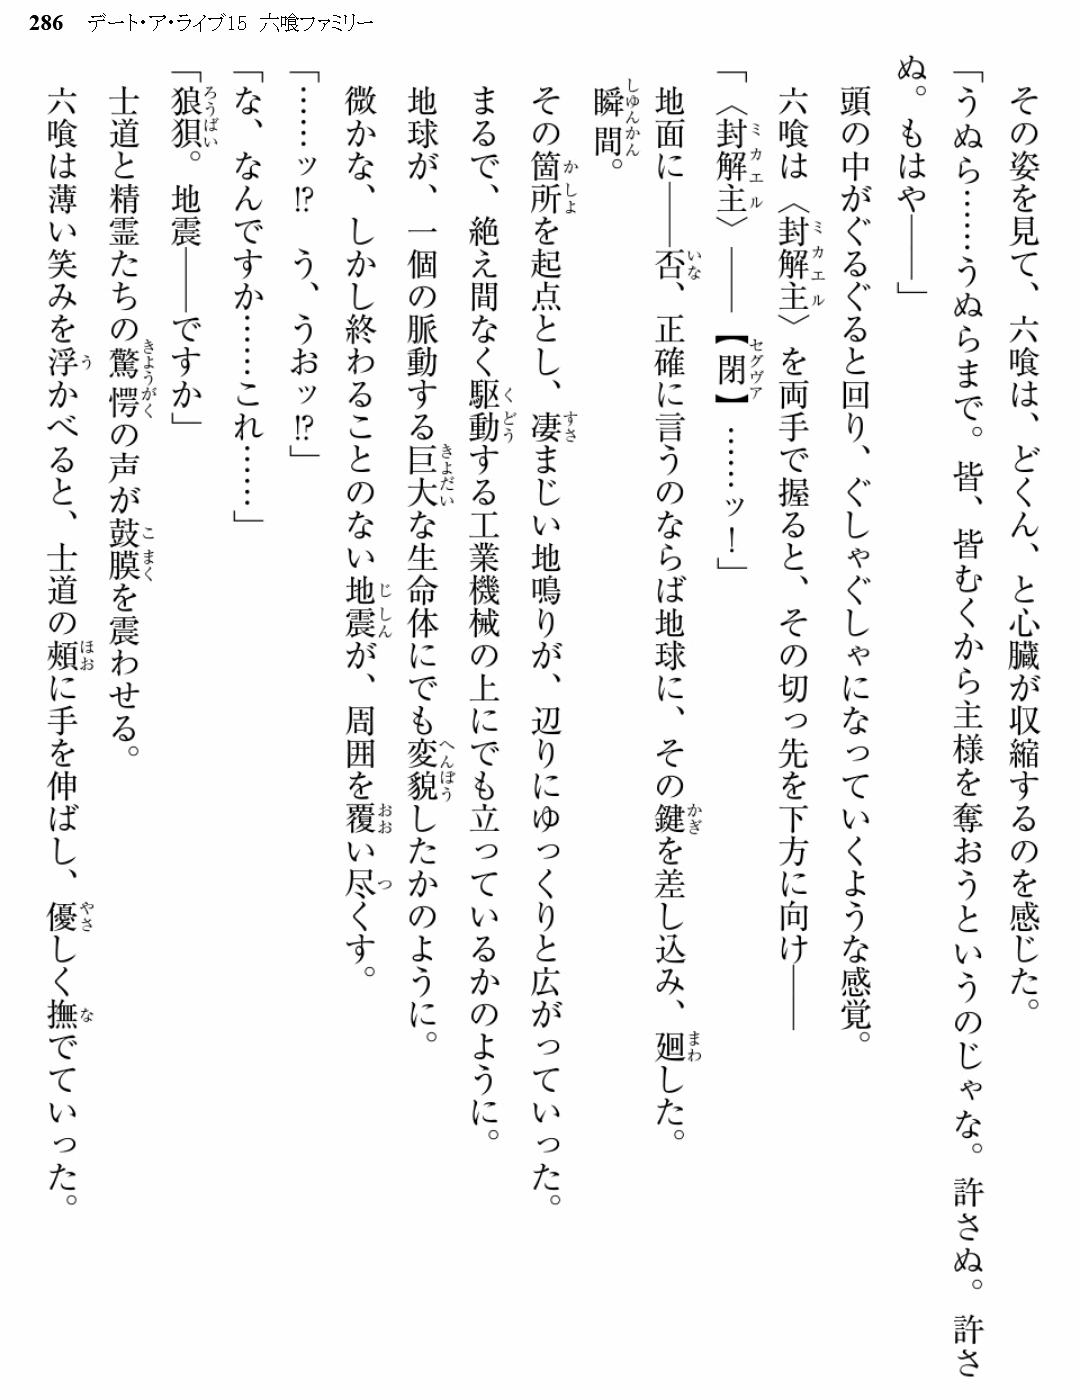 286 デート・ア・ライブ15 六喰ファミリー
その姿を見て、六喰は、どくん、と心臓が収縮するのを感じた。
「うぬら……うぬらまで。皆、皆むくから主様を奪おうというのじゃな。許さぬ。許さ
ぬ。もはや――」
頭の中がぐるぐると回り、ぐしゃぐしゃになっていくような感覚。
六喰は〈封解主〉を両手で握ると、その切っ先を下方に向け――
「〈封解主〉――【閉】……ッ！」
地面に――否、正確に言うのならば地球に、その鍵を差し込み、廻した。
瞬間。
その箇所を起点とし、凄まじい地鳴りが、辺りにゆっくりと広がっていった。
まるで、絶え間なく駆動する工業機械の上にでも立っているかのように。
地球が、一個の脈動する巨大な生命体にでも変貌したかのように。
微かな、しかし終わることのない地震が、周囲を覆い尽くす。
「……ッ!? う、うおッ!?」
「な、なんですか……これ……」
「狼狽。地震――ですか」
士道と精霊たちの驚愕の声が鼓膜を震わせる。
六喰は薄い笑みを浮かべると、士道の頰に手を伸ばし、優しく撫でていった。